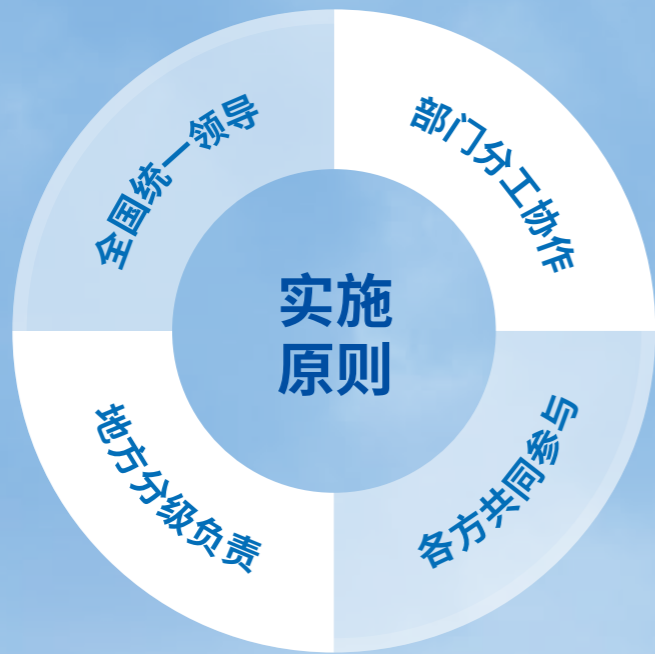 全国统一领导
部门分工协作
实施
原则
地方分级负责
各方共同参与